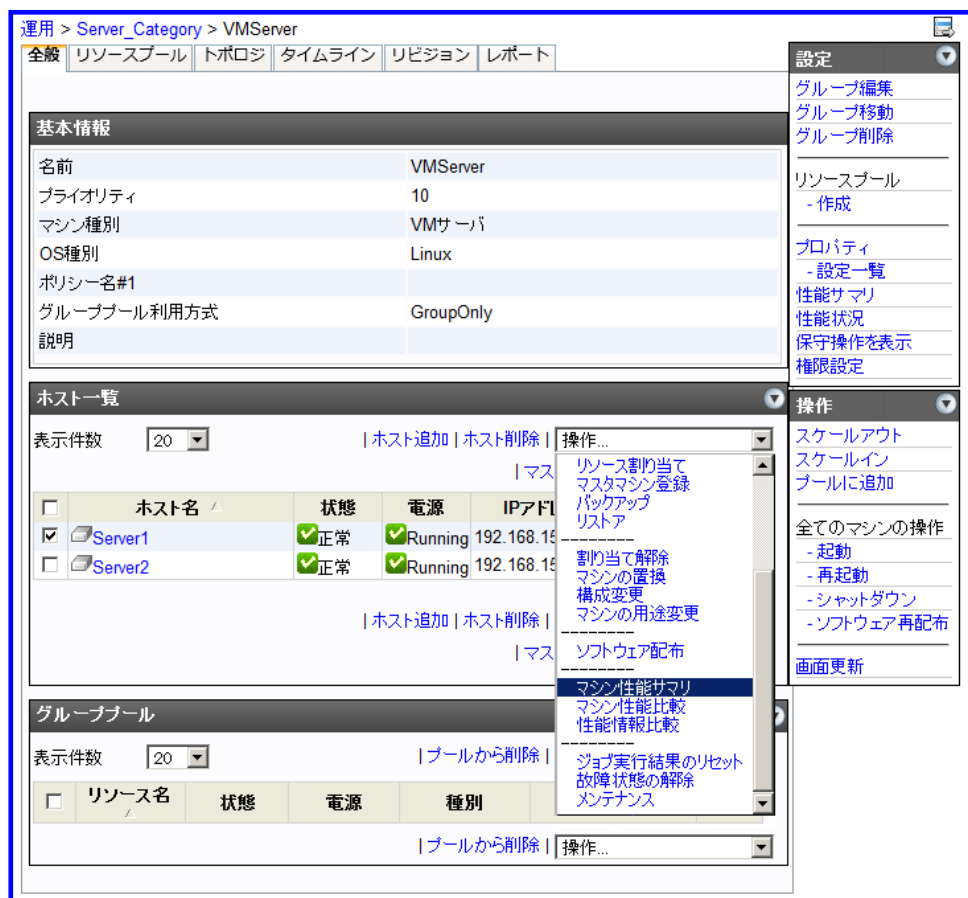 運用 > Server_Category > VMServer
全般 リソースプール トポロジ タイムライン リビジョン レポート
基本情報
名前 VMServer
プライオリティ 10
マシン種別 VMサーバ
OS種別 Linux
ポリシー名#1
グループプール利用方式 GroupOnly
説明
ホスト一覧
表示件数 20 | ホスト追加 | ホスト削除 | 操作...
| マス
ホスト名 状態 電源 IPアドレ
Server1 正常 Running 192.168.15
Server2 正常 Running 192.168.15
| ホスト追加 | ホスト削除 |
| マス
リソース割り当て
マスタマシン登録
バックアップ
リストア
--------
割り当て解除
マシンの置換
構成変更
マシンの用途変更
--------
ソフトウェア配布
--------
マシン性能サマリ
マシン性能比較
性能情報比較
--------
ジョブ実行結果のリセット
故障状態の解除
メンテナンス
グループプール
表示件数 20 | プールから削除 |
リソース名 状態 電源 種別
| プールから削除 | 操作...
設定
グループ編集
グループ移動
グループ削除
リソースプール
- 作成
プロパティ
- 設定一覧
性能サマリ
性能状況
保守操作を表示
権限設定
操作
スケールアウト
スケールイン
プールに追加
全てのマシンの操作
- 起動
- 再起動
- シャットダウン
- ソフトウェア再配布
画面更新